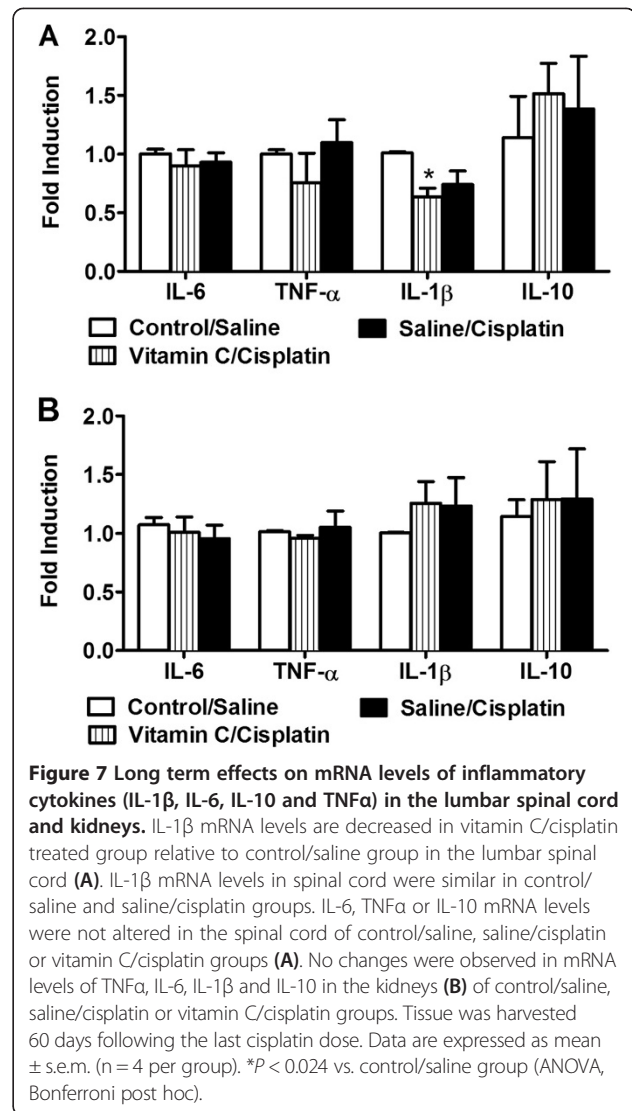 A
2.0
1.5
1.0
0.5
0.0
Fold Induction
*
IL-6 TNF-α IL-1β IL-10
Control/Saline Saline/Cisplatin
Vitamin C/Cisplatin
B
2.0
1.5
1.0
0.5
0.0
Fold Induction
IL-6 TNF-α IL-1β IL-10
Control/Saline Saline/Cisplatin
Vitamin C/Cisplatin
Figure 7 Long term effects on mRNA levels of inflammatory
cytokines (IL-1β, IL-6, IL-10 and TNFα) in the lumbar spinal cord
and kidneys. IL-1β mRNA levels are decreased in vitamin C/cisplatin
treated group relative to control/saline group in the lumbar spinal
cord (A). IL-1β mRNA levels in spinal cord were similar in control/
saline and saline/cisplatin groups. IL-6, TNFα or IL-10 mRNA levels
were not altered in the spinal cord of control/saline, saline/cisplatin
or vitamin C/cisplatin groups (A). No changes were observed in mRNA
levels of TNFα, IL-6, IL-1β and IL-10 in the kidneys (B) of control/saline,
saline/cisplatin or vitamin C/cisplatin groups. Tissue was harvested
60 days following the last cisplatin dose. Data are expressed as mean
± s.e.m. (n = 4 per group). *P < 0.024 vs. control/saline group (ANOVA,
Bonferroni post hoc).